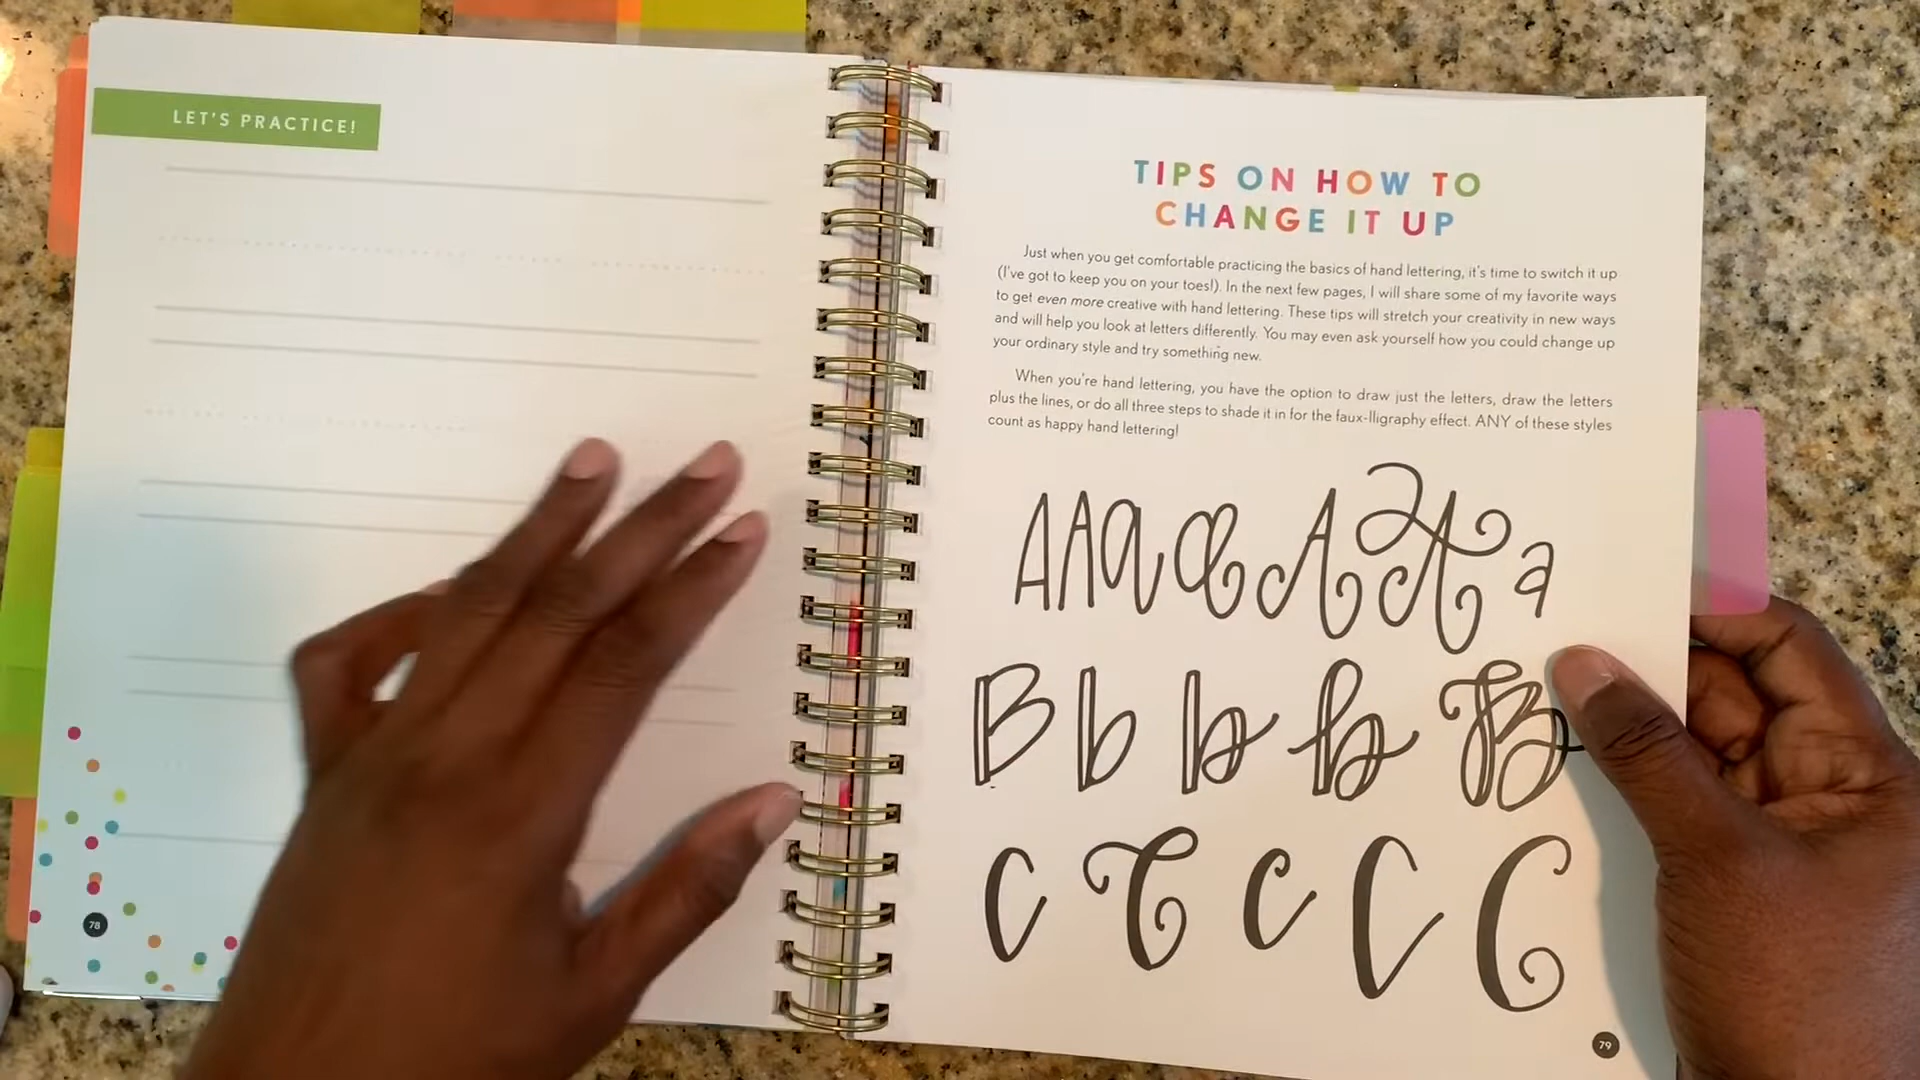 LET'S PRACTICE!
78
TIPS ON HOW TO
CHANGE IT UP
Just when you get comfortable practicing the basics of hand lettering, it's time to switch it up
(I've got to keep you on your toes!). In the next few pages, I will share some of my favorite ways
to get even more creative with hand lettering. These tips will stretch your creativity in new ways
and will help you look at letters differently. You may even ask yourself how you could change up
your ordinary style and try something new.
When you're hand lettering, you have the option to draw just the letters, draw the letters
plus the lines, or do all three steps to shade it in for the faux-lligraphy effect. ANY of these styles
count as happy hand lettering!
A A a a A A a
B b b b B
C C C C C
79